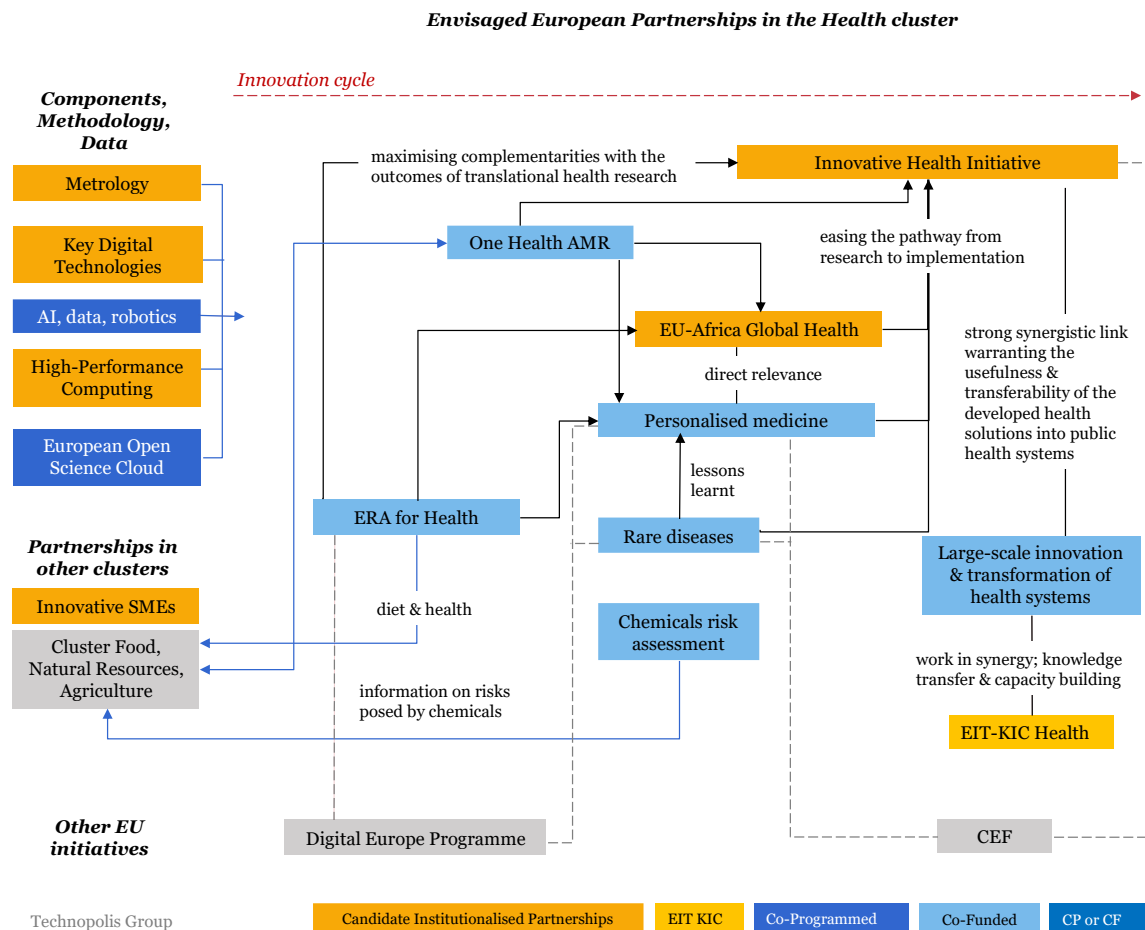 Envisaged European Partnerships in the Health cluster
Innovation cycle
Components,
Methodology,
Data
Metrology
Key Digital
Technologies
AI, data, robotics
High-Performance
Computing
European Open
Science Cloud
maximising complementarities with the
outcomes of translational health research
Innovative Health Initiative
One Health AMR
easing the pathway from
research to implementation
EU-Africa Global Health
direct relevance
strong synergistic link
warranting the
usefulness &
transferability of the
developed health
solutions into public
health systems
Personalised medicine
lessons
learnt
ERA for Health
Rare diseases
Large-scale innovation
& transformation of
health systems
Partnerships in
other clusters
Innovative SMEs
Cluster Food,
Natural Resources,
Agriculture
diet & health
Chemicals risk
assessment
information on risks
posed by chemicals
work in synergy; knowledge
transfer & capacity building
EIT-KIC Health
Other EU
initiatives
Digital Europe Programme
CEF
Technopolis Group
Candidate Institutionalised Partnerships
EIT KIC
Co-Programmed
Co-Funded
CP or CF